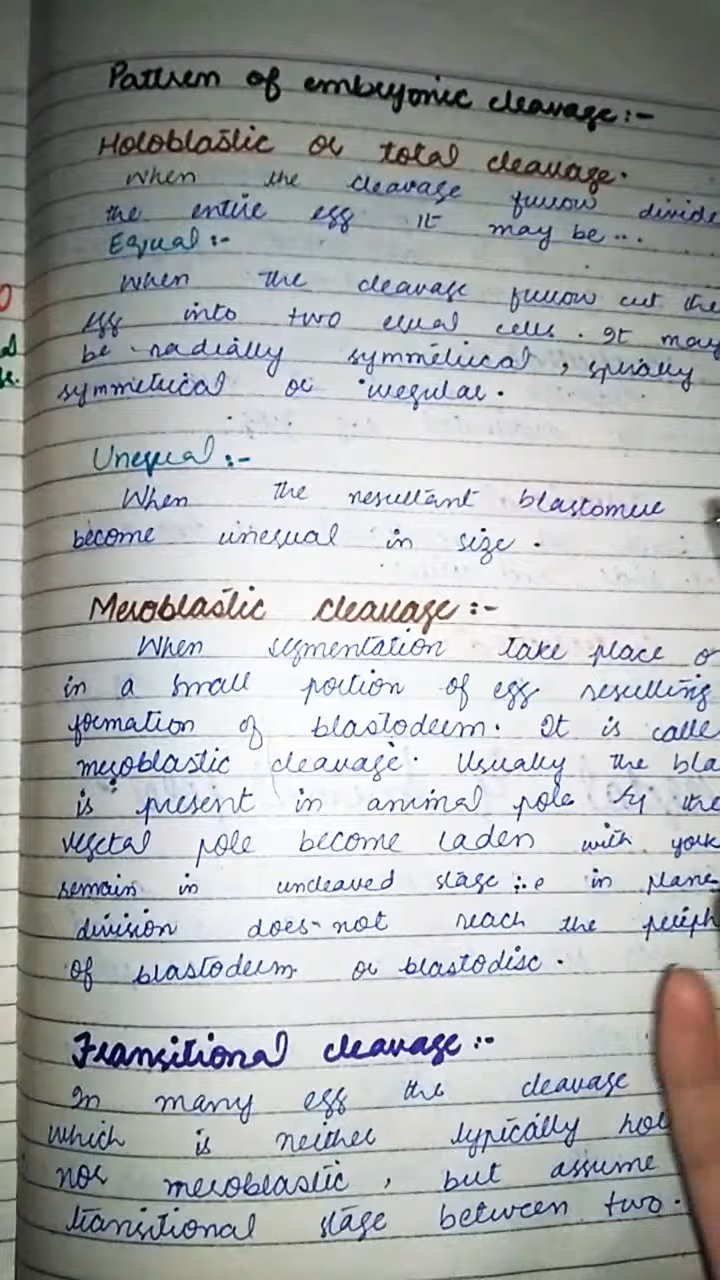 Pattren of embryonic cleavage :-
Holoblastic or total cleavage.
When the cleavage furrow divide
the entire egg it may be ...
Equal :-
When the cleavage furrow cut the
egg into two equal cells. It may
be radially symmetrical, spirally
symmetrical or irregular.
Unequal :-
When the resultant blastomere
become unequal in size.
Meroblastic cleavage :-
When segmentation take place o
in a small portion of egg resulting
formation of blastoderm. It is calle
meroblastic cleavage. Usually the bla
is present in animal pole the
vegetal pole become laden with york
remain in uncleaved stage i.e in plane
division does not reach the periph
of blastoderm or blastodisc.
Transitional cleavage :-
In many egg the cleavage
which is neither typically hol
nor meroblastic, but assume
transitional stage between two.